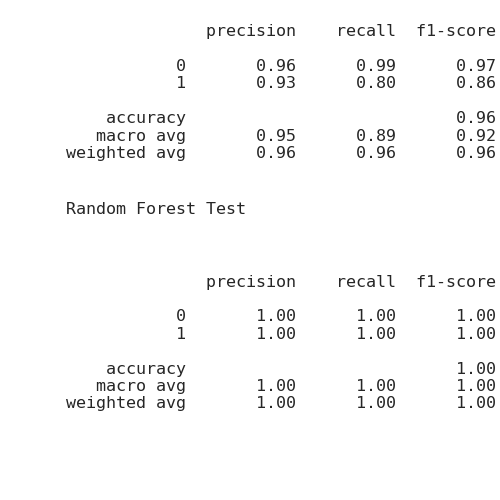 precision recall f1-score
0 0.96 0.99 0.97
1 0.93 0.80 0.86
accuracy 0.96
macro avg 0.95 0.89 0.92
weighted avg 0.96 0.96 0.96
Random Forest Test
precision recall f1-score
0 1.00 1.00 1.00
1 1.00 1.00 1.00
accuracy 1.00
macro avg 1.00 1.00 1.00
weighted avg 1.00 1.00 1.00